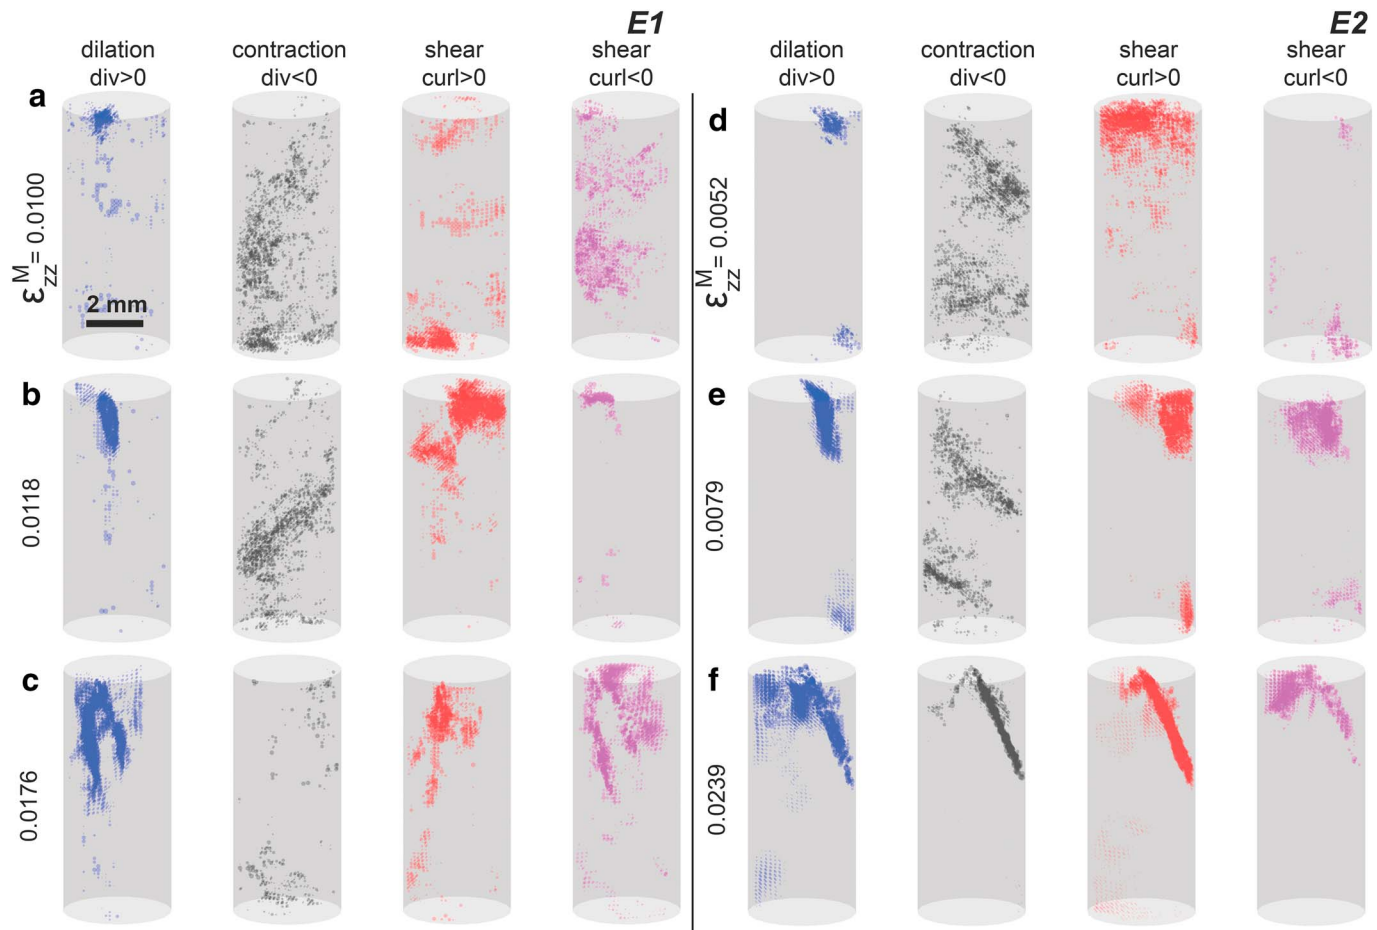 E1
E2
dilation
div>0
contraction
div<0
shear
curl>0
shear
curl<0
dilation
div>0
contraction
div<0
shear
curl>0
shear
curl<0
a
ε_zz^M = 0.0100
2 mm
d
ε_zz^M = 0.0052
b
0.0118
e
0.0079
c
0.0176
f
0.0239